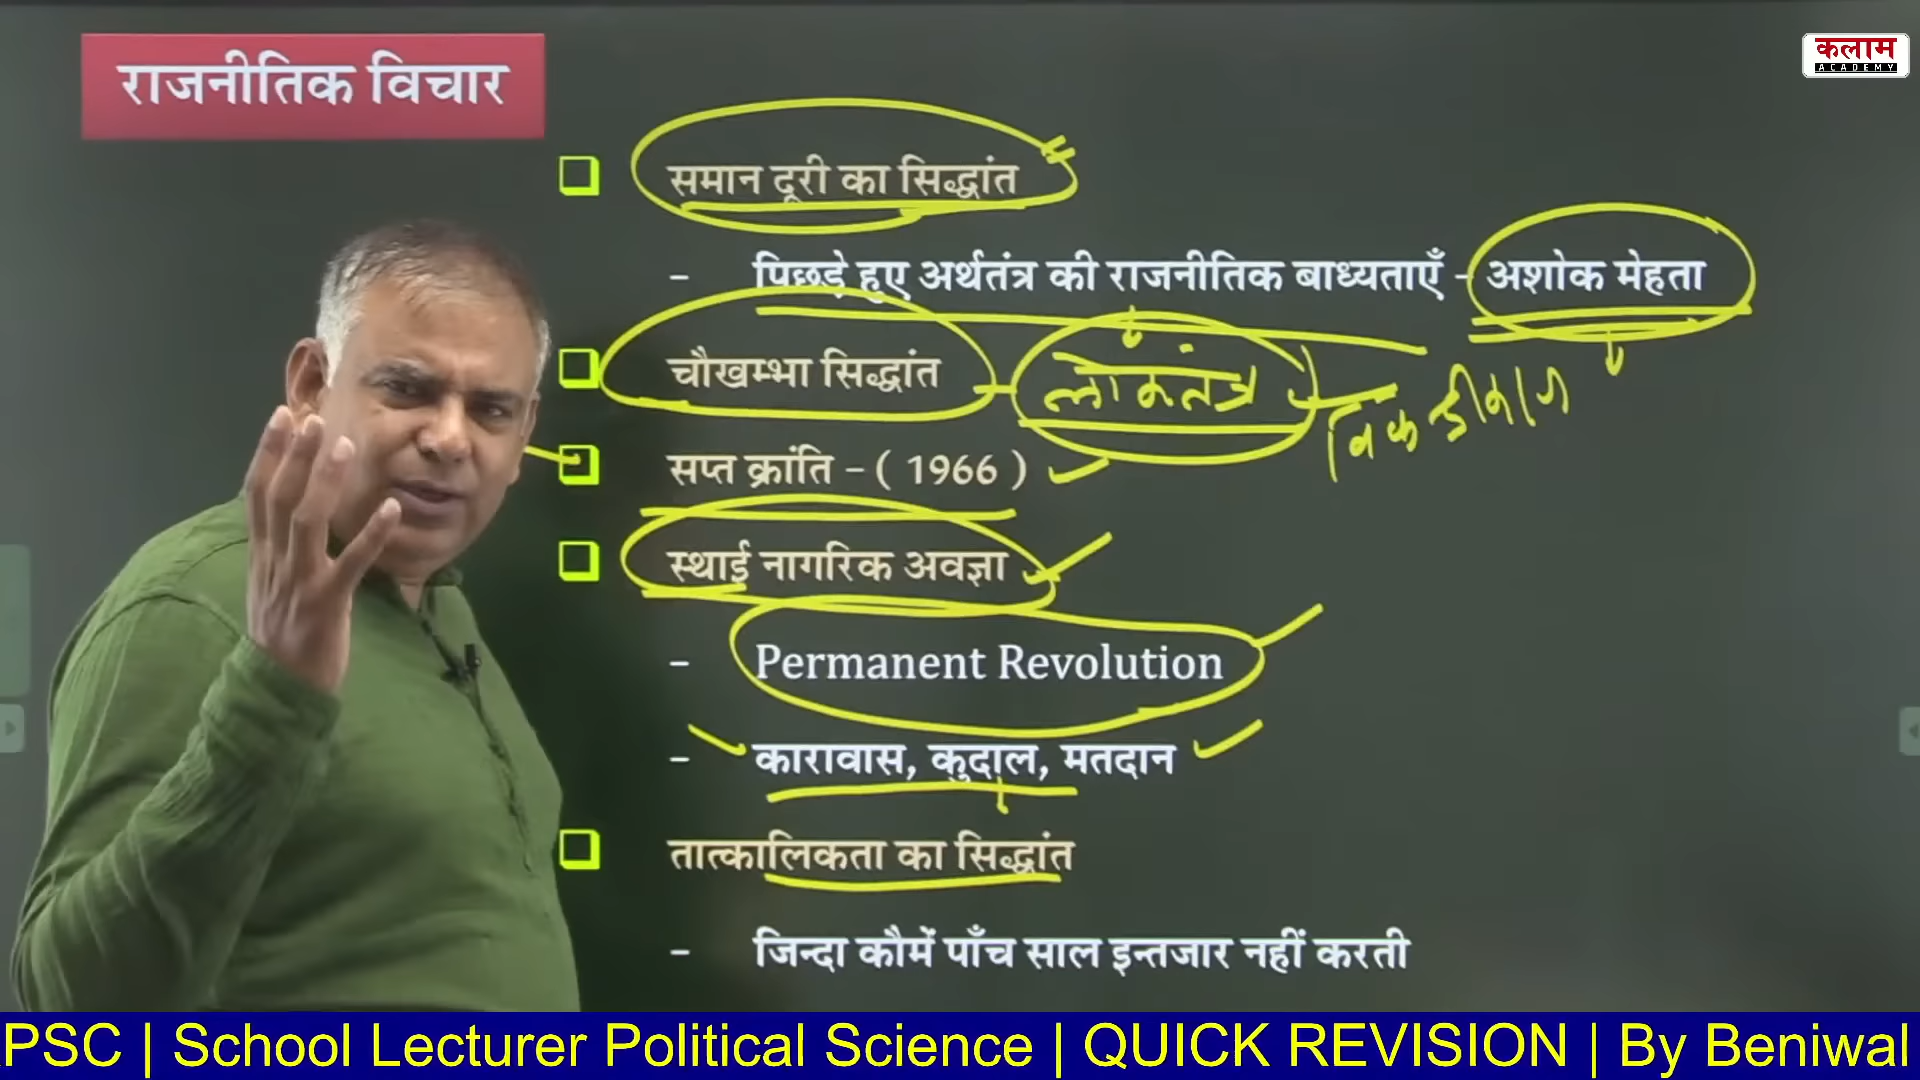 राजनीतिक विचार
कलाम
ACADEMY
समान दूरी का सिद्धांत
- पिछड़े हुए अर्थतंत्र की राजनीतिक बाध्यताएँ - अशोक मेहता
चौखम्भा सिद्धांत - लोकतंत्र
सप्त क्रांति - ( 1966 )
स्थाई नागरिक अवज्ञा
- Permanent Revolution
- कारावास, कुदाल, मतदान
तात्कालिकता का सिद्धांत
- जिन्दा कौमें पाँच साल इन्तजार नहीं करती
PSC | School Lecturer Political Science | QUICK REVISION | By Beniwal